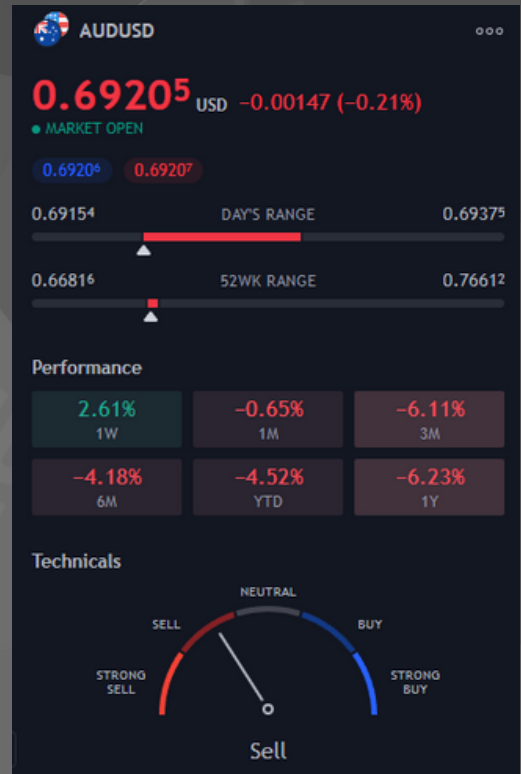 AUDUSD
0.69205 USD −0.00147 (−0.21%)
MARKET OPEN
0.69206 0.69207
0.69154 DAY'S RANGE 0.69375
0.66816 52WK RANGE 0.76612
Performance
2.61% −0.65% −6.11%
1W 1M 3M
−4.18% −4.52% −6.23%
6M YTD 1Y
Technicals
NEUTRAL
SELL BUY
STRONG STRONG
SELL BUY
Sell